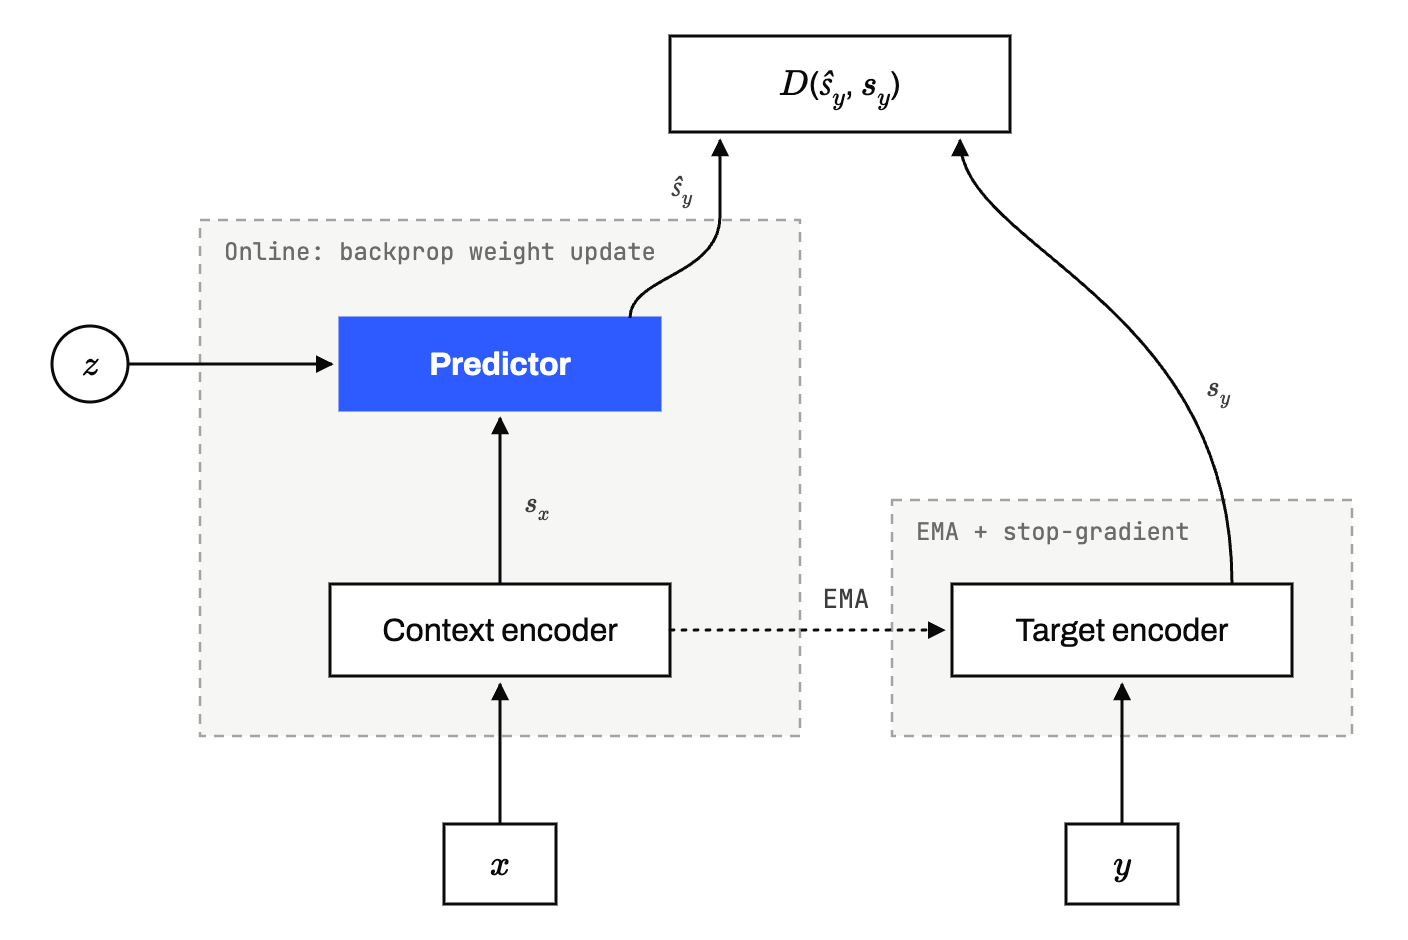 D(ŝ_y, s_y)
ŝ_y
Online: backprop weight update
z
Predictor
s_y
s_x
EMA + stop-gradient
EMA
Context encoder
Target encoder
x
y